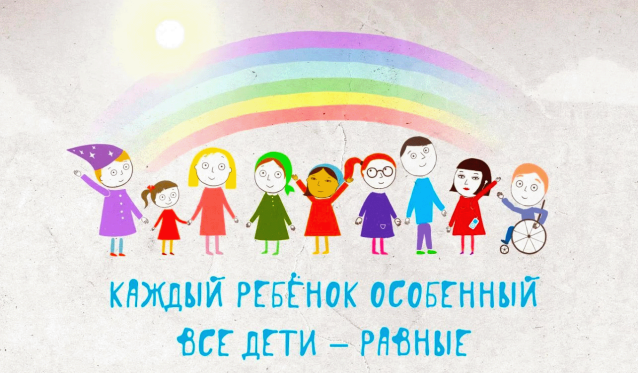 КАЖДЫЙ РЕБЁНОК ОСОБЕННЫЙ
ВСЕ ДЕТИ – РАВНЫЕ